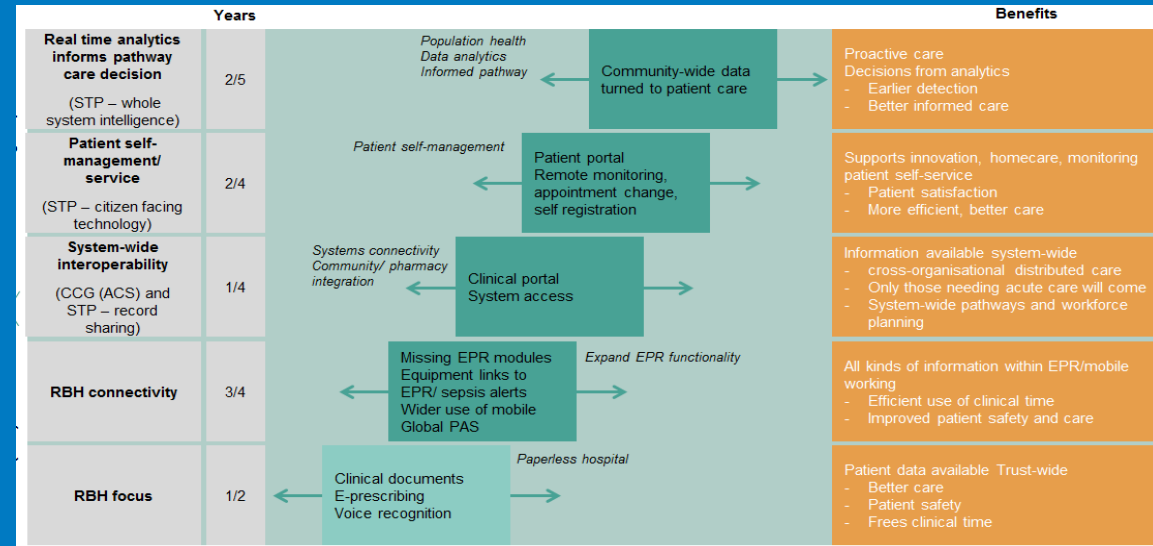 Years
Benefits
Real time analytics
informs pathway
care decision
(STP – whole
system intelligence)
2/5
Population health
Data analytics
Informed pathway
Community-wide data
turned to patient care
Proactive care
Decisions from analytics
- Earlier detection
- Better informed care
Patient self-
management/
service
(STP – citizen facing
technology)
2/4
Patient self-management
Patient portal
Remote monitoring,
appointment change,
self registration
Supports innovation, homecare, monitoring
patient self-service
- Patient satisfaction
- More efficient, better care
System-wide
interoperability
(CCG (ACS) and
STP – record
sharing)
1/4
Systems connectivity
Community/ pharmacy
integration
Clinical portal
System access
Information available system-wide
- cross-organisational distributed care
- Only those needing acute care will come
- System-wide pathways and workforce
planning
RBH connectivity
3/4
Missing EPR modules
Equipment links to
EPR/ sepsis alerts
Wider use of mobile
Global PAS
Expand EPR functionality
All kinds of information within EPR/mobile
working
- Efficient use of clinical time
- Improved patient safety and care
RBH focus
1/2
Clinical documents
E-prescribing
Voice recognition
Paperless hospital
Patient data available Trust-wide
- Better care
- Patient safety
- Frees clinical time